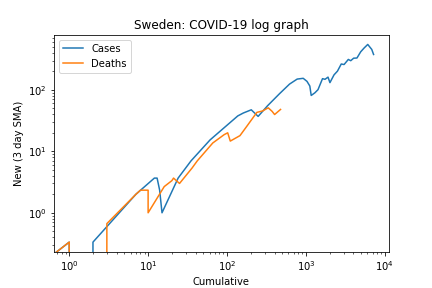 Sweden: COVID-19 log graph
Cases
Deaths
New (3 day SMA)
10²
10¹
10⁰
10⁰ 10¹ 10² 10³ 10⁴
Cumulative